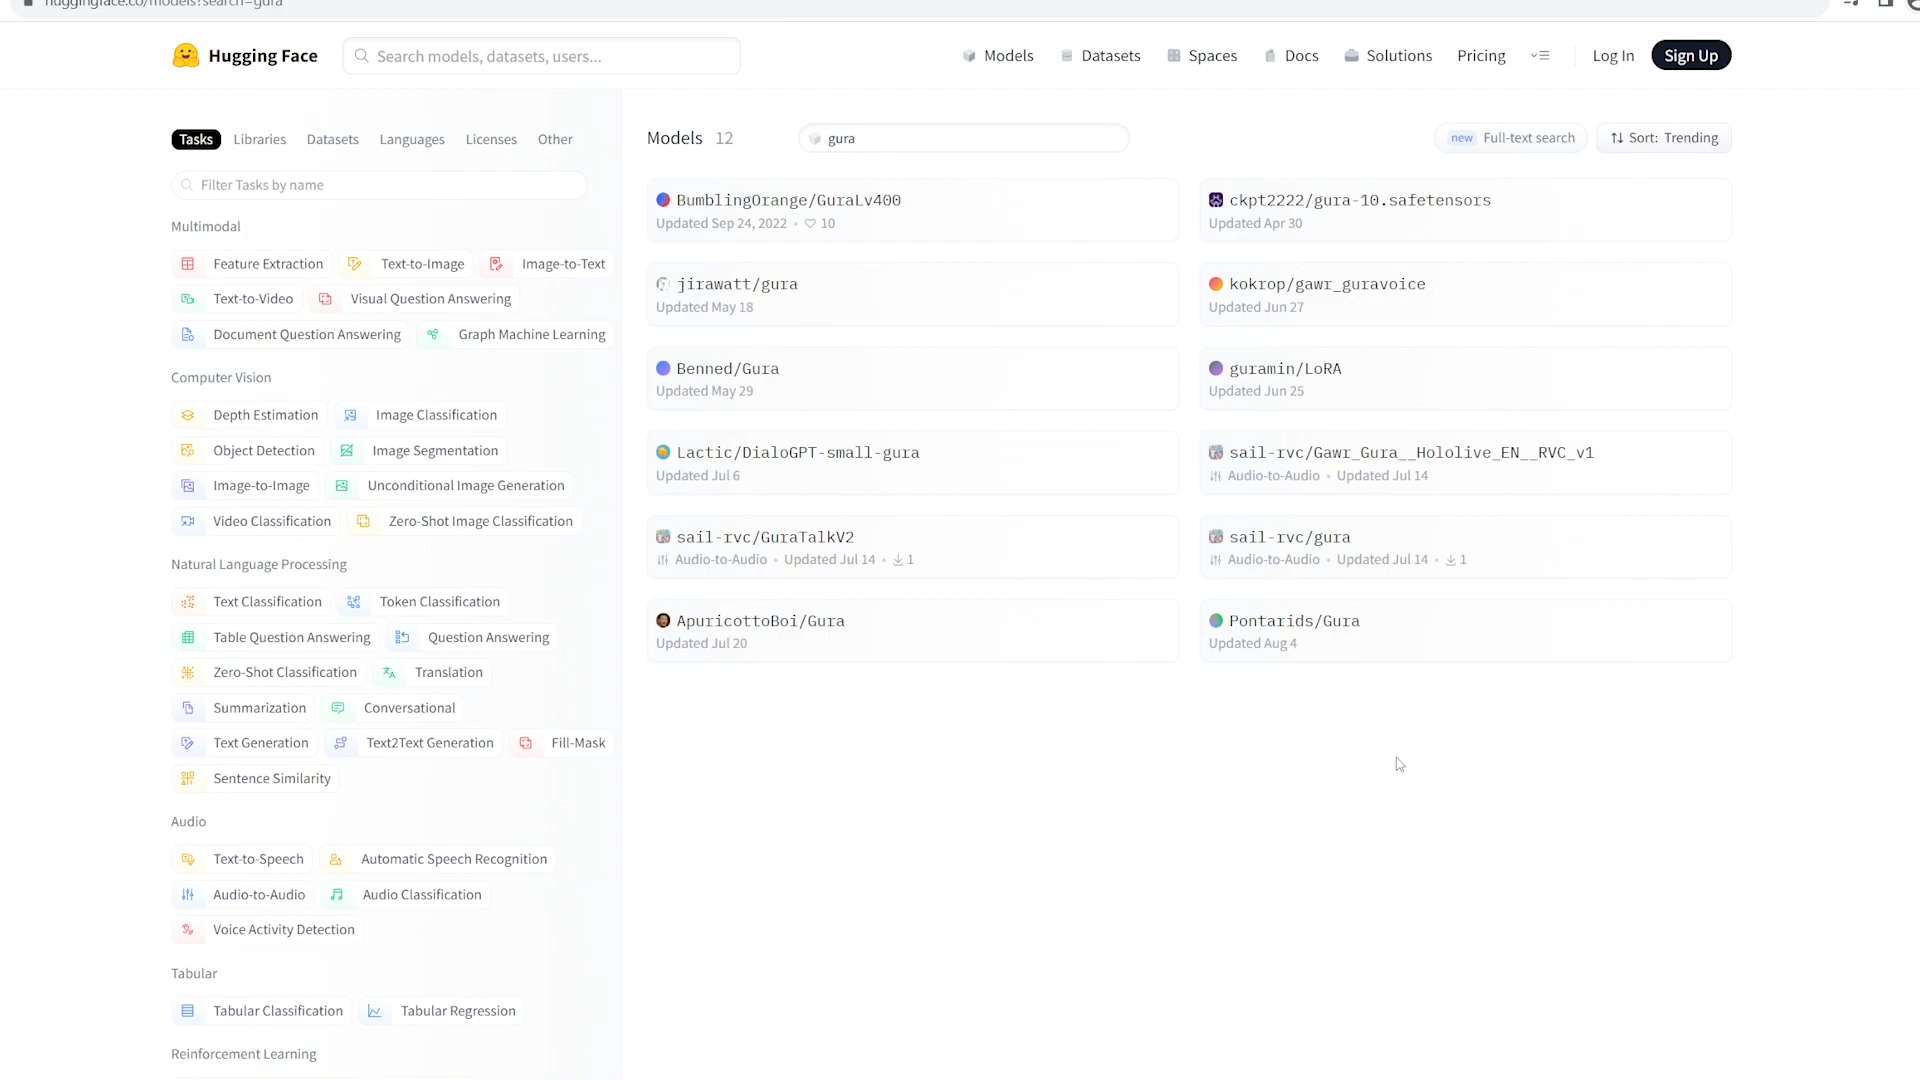 huggingface.co/models?search=gura
Hugging Face
Search models, datasets, users...
Models
Datasets
Spaces
Docs
Solutions
Pricing
Log In
Sign Up
Tasks
Libraries
Datasets
Languages
Licenses
Other
Filter Tasks by name
Multimodal
Feature Extraction
Text-to-Image
Image-to-Text
Text-to-Video
Visual Question Answering
Document Question Answering
Graph Machine Learning
Computer Vision
Depth Estimation
Image Classification
Object Detection
Image Segmentation
Image-to-Image
Unconditional Image Generation
Video Classification
Zero-Shot Image Classification
Natural Language Processing
Text Classification
Token Classification
Table Question Answering
Question Answering
Zero-Shot Classification
Translation
Summarization
Conversational
Text Generation
Text2Text Generation
Fill-Mask
Sentence Similarity
Audio
Text-to-Speech
Automatic Speech Recognition
Audio-to-Audio
Audio Classification
Voice Activity Detection
Tabular
Tabular Classification
Tabular Regression
Reinforcement Learning
Models 12
gura
new Full-text search
Sort: Trending
BumblingOrange/GuraLv400
Updated Sep 24, 2022 • 10
ckpt2222/gura-10.safetensors
Updated Apr 30
jirawatt/gura
Updated May 18
kokrop/gawr_guravoice
Updated Jun 27
Benned/Gura
Updated May 29
guramin/LoRA
Updated Jun 25
Lactic/DialoGPT-small-gura
Updated Jul 6
sail-rvc/Gawr_Gura__Hololive_EN__RVC_v1
Audio-to-Audio • Updated Jul 14
sail-rvc/GuraTalkV2
Audio-to-Audio • Updated Jul 14 • 1
sail-rvc/gura
Audio-to-Audio • Updated Jul 14 • 1
ApuricottoBoi/Gura
Updated Jul 20
Pontarids/Gura
Updated Aug 4